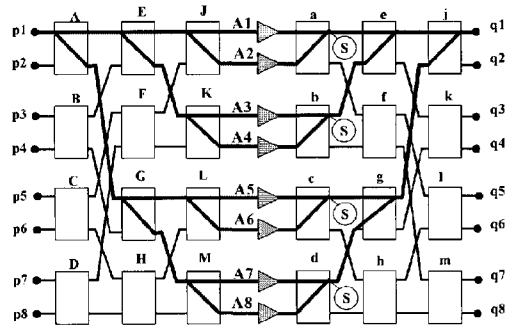 A E J A1 a e i
p1 S q1
p2 A2 q2
B F K A3 b f k
p3 S q3
p4 A4 q4
C G L A5 c g l
p5 S q5
p6 A6 q6
D H M A7 d h m
p7 S q7
p8 A8 q8